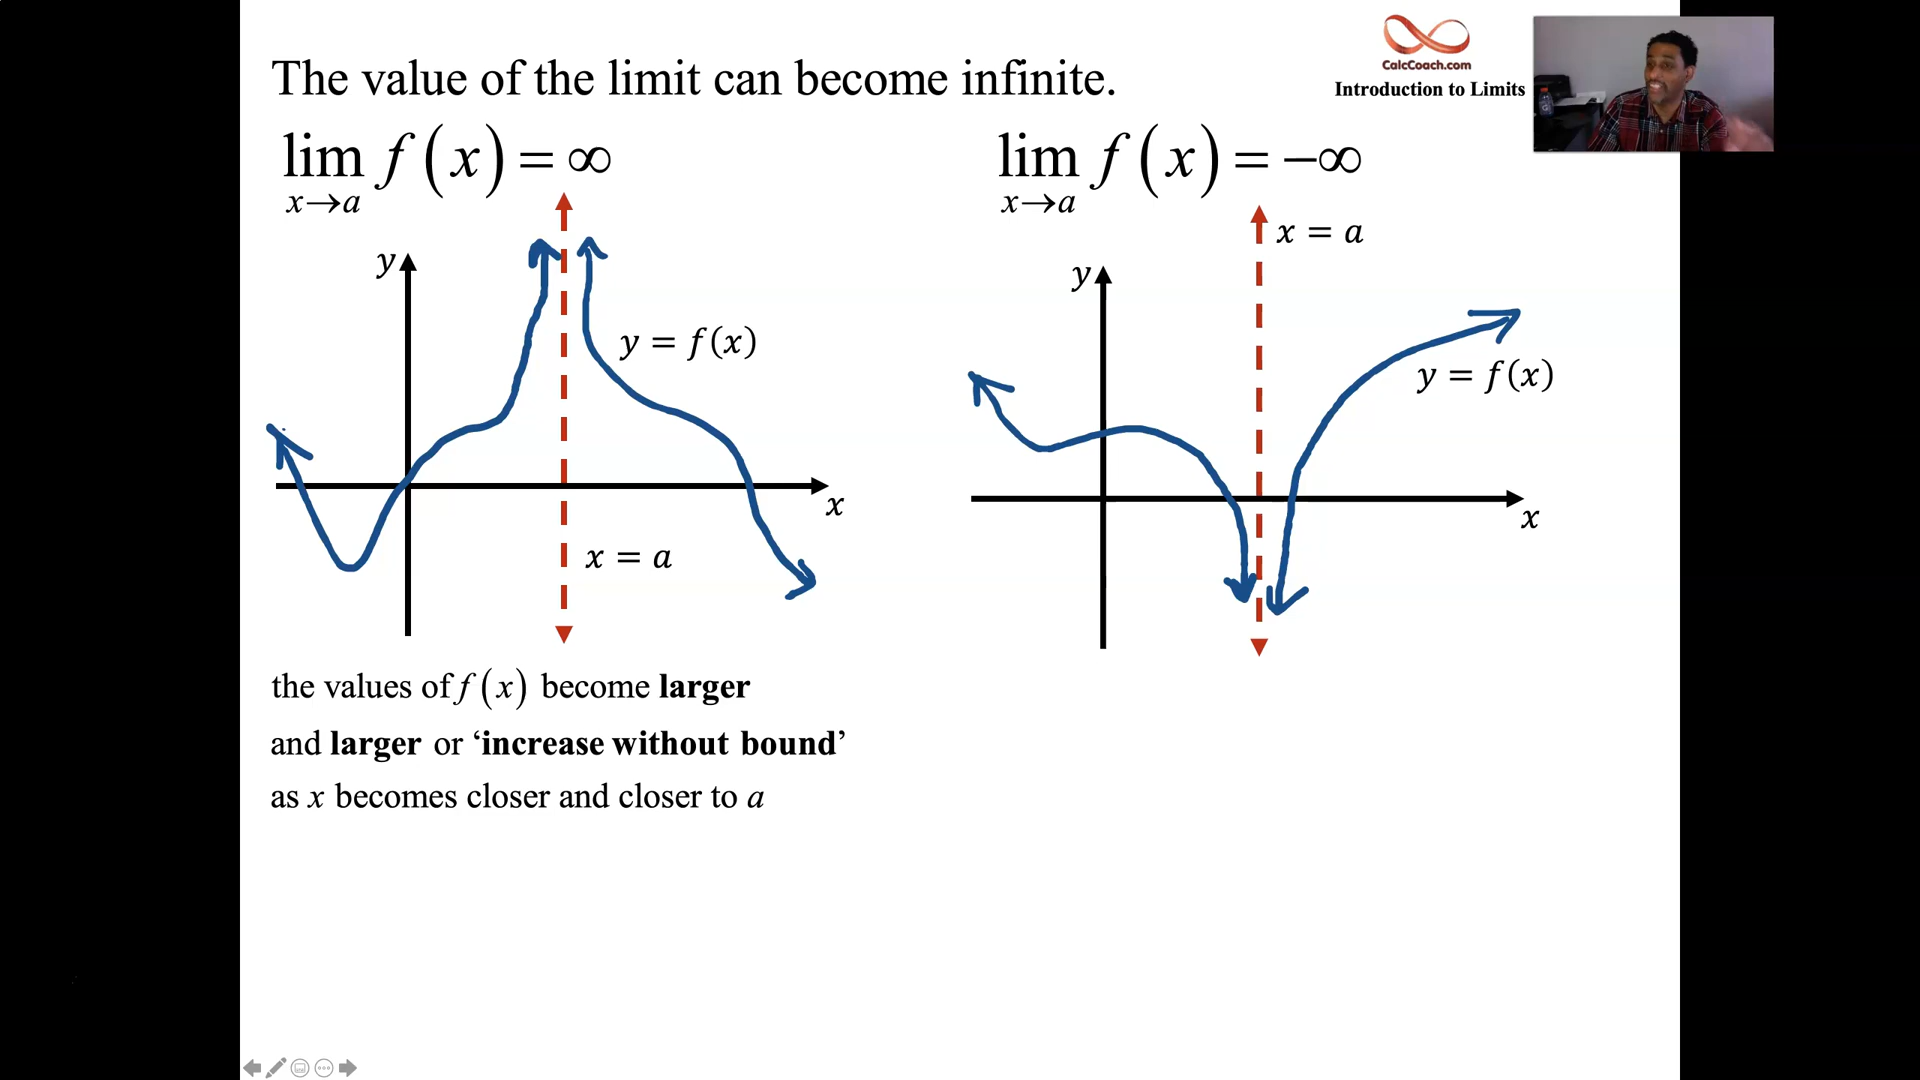 The value of the limit can become infinite.
CalcCoach.com
Introduction to Limits
lim f(x) = ∞
x→a
lim f(x) = −∞
x→a
y
y = f(x)
x
x = a
x = a
y
y = f(x)
x
the values of f(x) become larger
and larger or ‘increase without bound’
as x becomes closer and closer to a